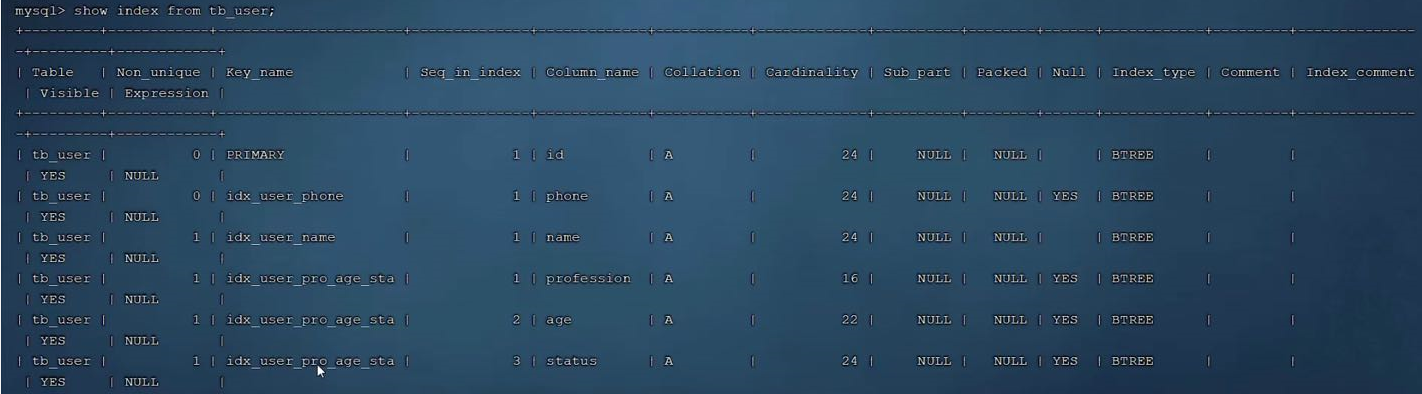 mysql> show index from tb_user;
+---------+------------+----------------------+--------------+-------------+-----------+-------------+----------+--------+------+------------+---------+---------------
-+---------+------------+
| Table   | Non_unique | Key_name             | Seq_in_index | Column_name | Collation | Cardinality | Sub_part | Packed | Null | Index_type | Comment | Index_comment
 | Visible | Expression |
+---------+------------+----------------------+--------------+-------------+-----------+-------------+----------+--------+------+------------+---------+---------------
-+---------+------------+
| tb_user |          0 | PRIMARY              |            1 | id          | A         |          24 |     NULL |   NULL |      | BTREE      |         |
 | YES     | NULL       |
| tb_user |          0 | idx_user_phone       |            1 | phone       | A         |          24 |     NULL |   NULL | YES  | BTREE      |         |
 | YES     | NULL       |
| tb_user |          1 | idx_user_name        |            1 | name        | A         |          24 |     NULL |   NULL |      | BTREE      |         |
 | YES     | NULL       |
| tb_user |          1 | idx_user_pro_age_sta |            1 | profession  | A         |          16 |     NULL |   NULL | YES  | BTREE      |         |
 | YES     | NULL       |
| tb_user |          1 | idx_user_pro_age_sta |            2 | age         | A         |          22 |     NULL |   NULL | YES  | BTREE      |         |
 | YES     | NULL       |
| tb_user |          1 | idx_user_pro_age_sta |            3 | status      | A         |          24 |     NULL |   NULL | YES  | BTREE      |         |
 | YES     | NULL       |